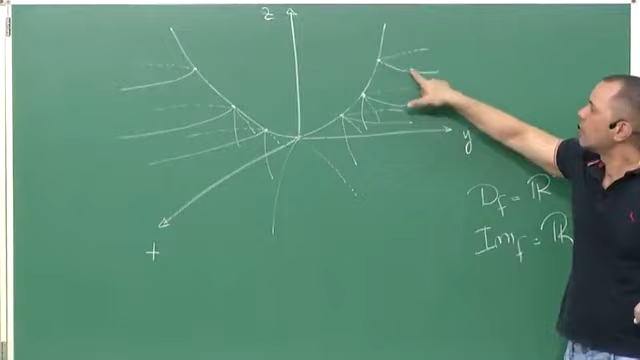 z
y
x
D_f = ℝ
Im_f = ℝ